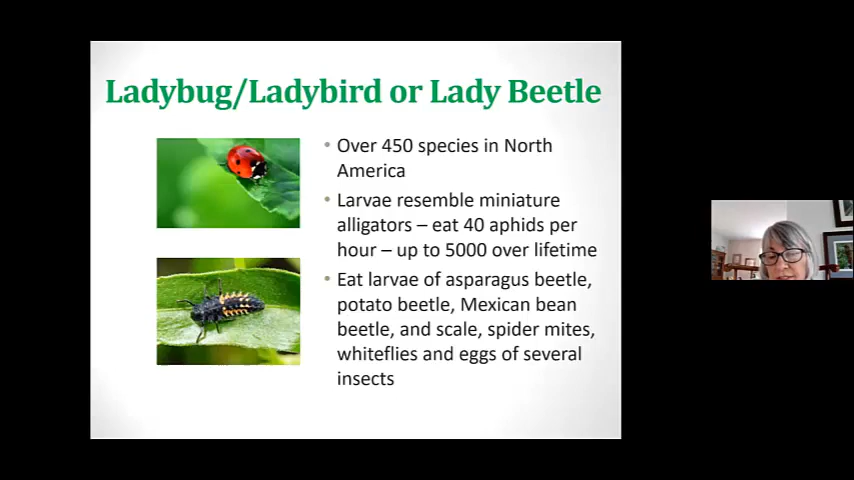 Ladybug/Ladybird or Lady Beetle
• Over 450 species in North
America
• Larvae resemble miniature
alligators – eat 40 aphids per
hour – up to 5000 over lifetime
• Eat larvae of asparagus beetle,
potato beetle, Mexican bean
beetle, and scale, spider mites,
whiteflies and eggs of several
insects